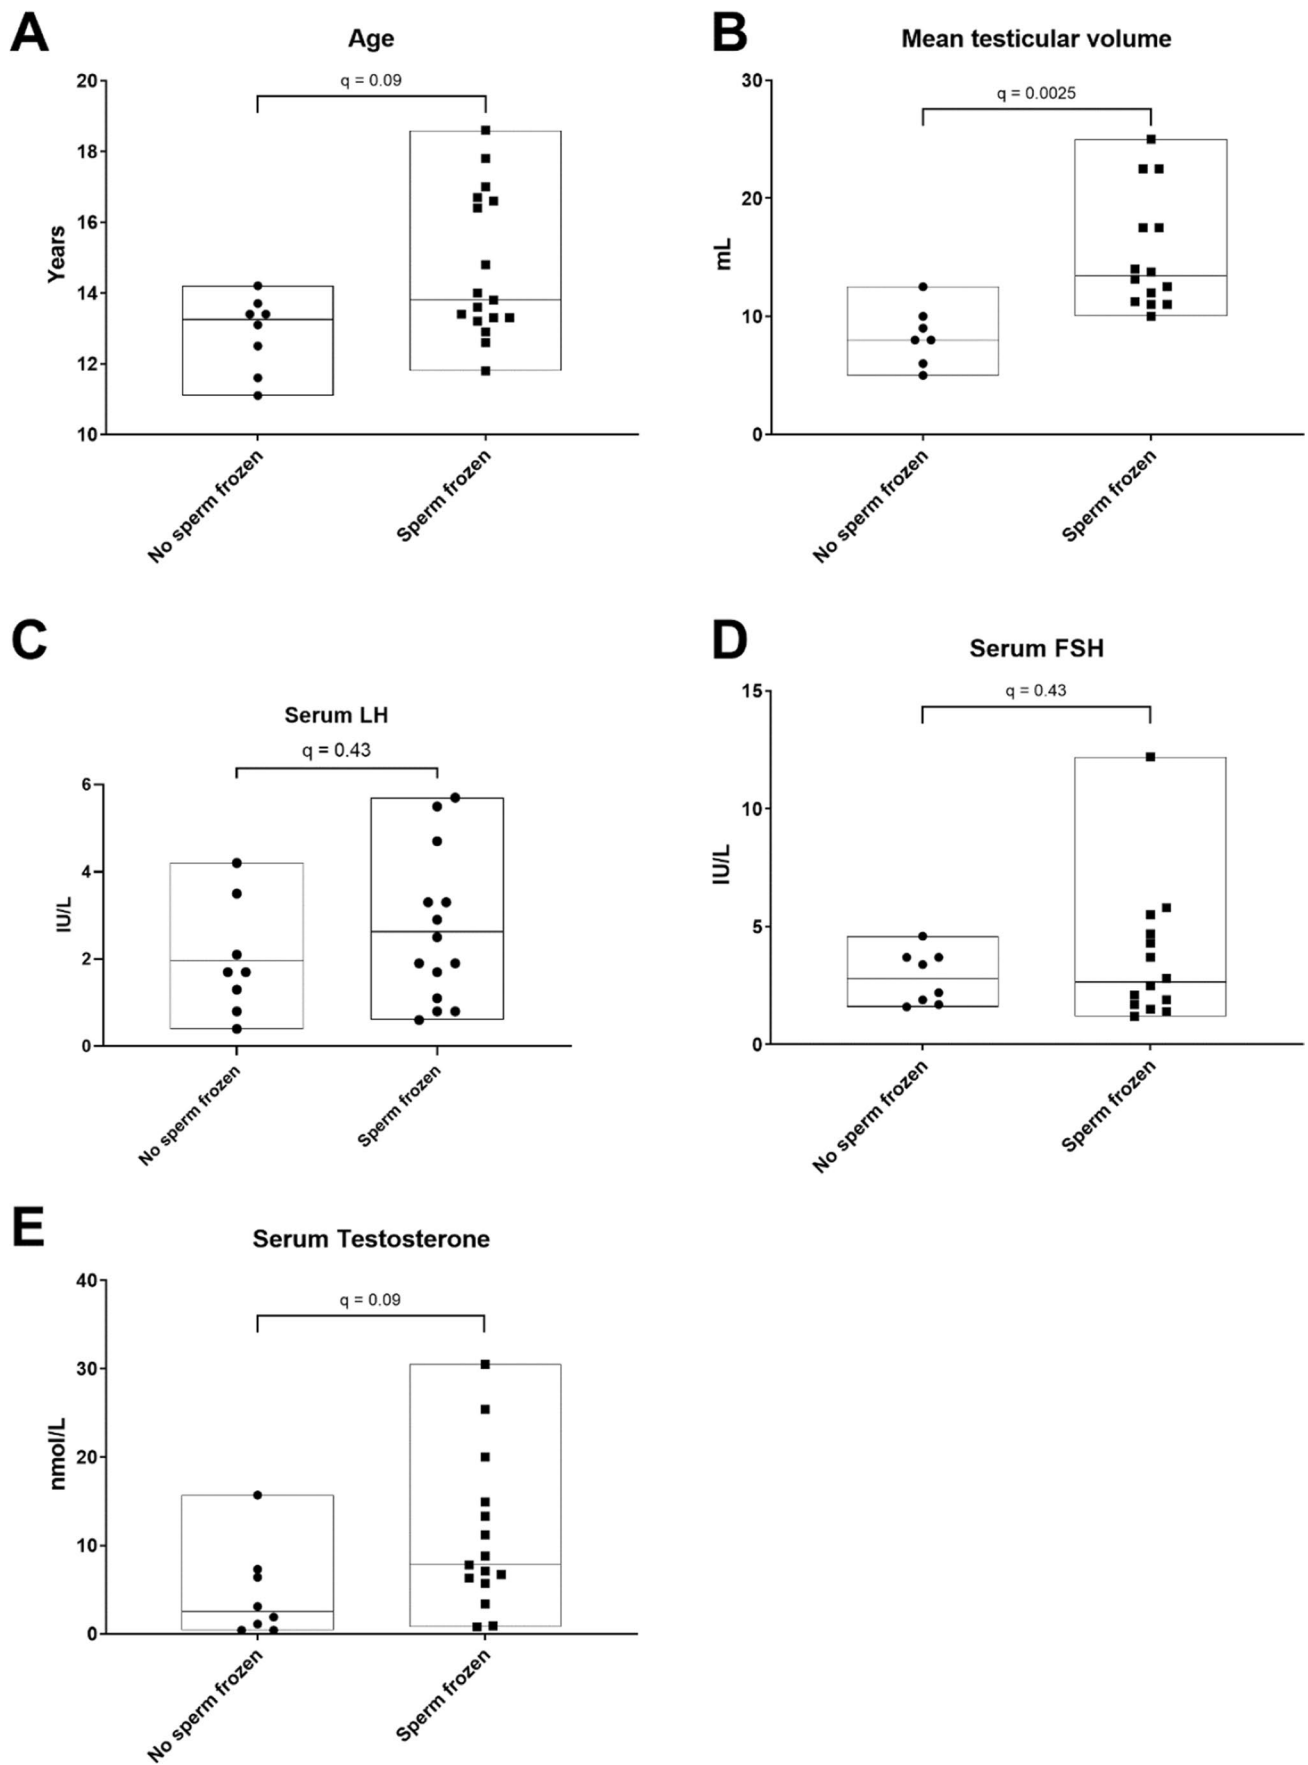 A
Age
q = 0.09
20
18
16
14
12
10
Years
No sperm frozen
Sperm frozen
B
Mean testicular volume
q = 0.0025
30
20
10
0
mL
No sperm frozen
Sperm frozen
C
Serum LH
q = 0.43
6
4
2
0
IU/L
No sperm frozen
Sperm frozen
D
Serum FSH
q = 0.43
15
10
5
0
IU/L
No sperm frozen
Sperm frozen
E
Serum Testosterone
q = 0.09
40
30
20
10
0
nmol/L
No sperm frozen
Sperm frozen